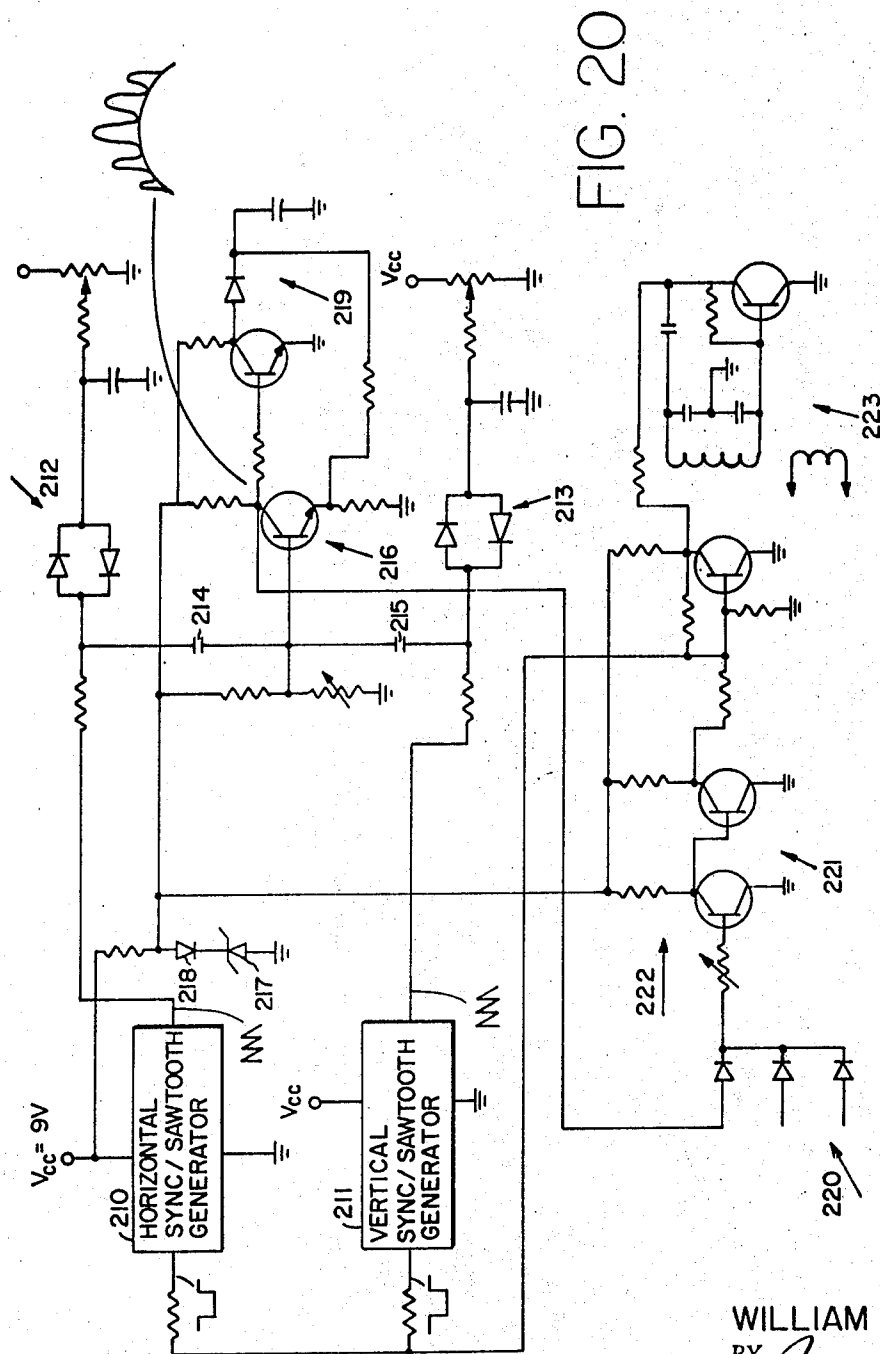 FIG. 20
212
219
Vcc
214
216
213
215
223
218
217
Vcc = 9V
210
HORIZONTAL
SYNC/SAWTOOTH
GENERATOR
Vcc
211
VERTICAL
SYNC/SAWTOOTH
GENERATOR
222
221
220
WILLIAM
BY